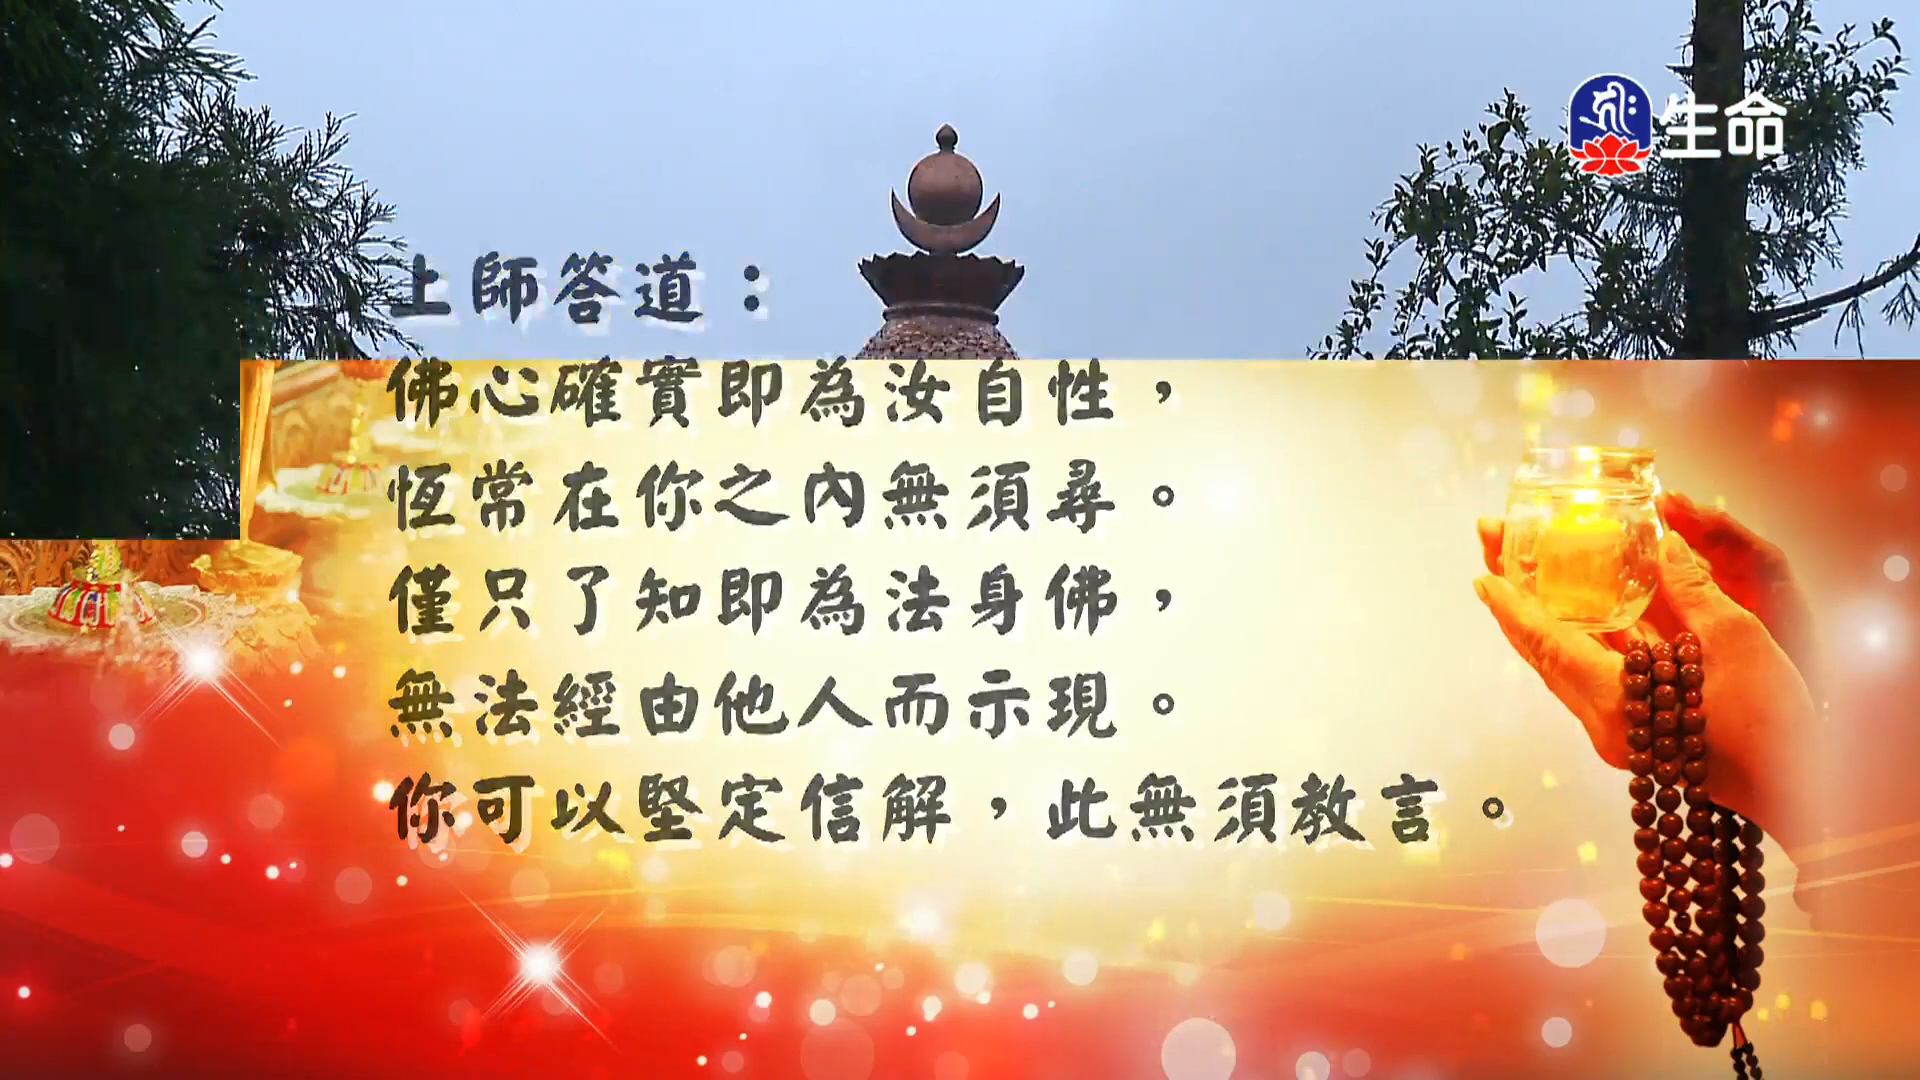 生命
上師答道：
佛心確實即為汝自性，
恆常在你之內無須尋。
僅只了知即為法身佛，
無法經由他人而示現。
你可以堅定信解，此無須教言。